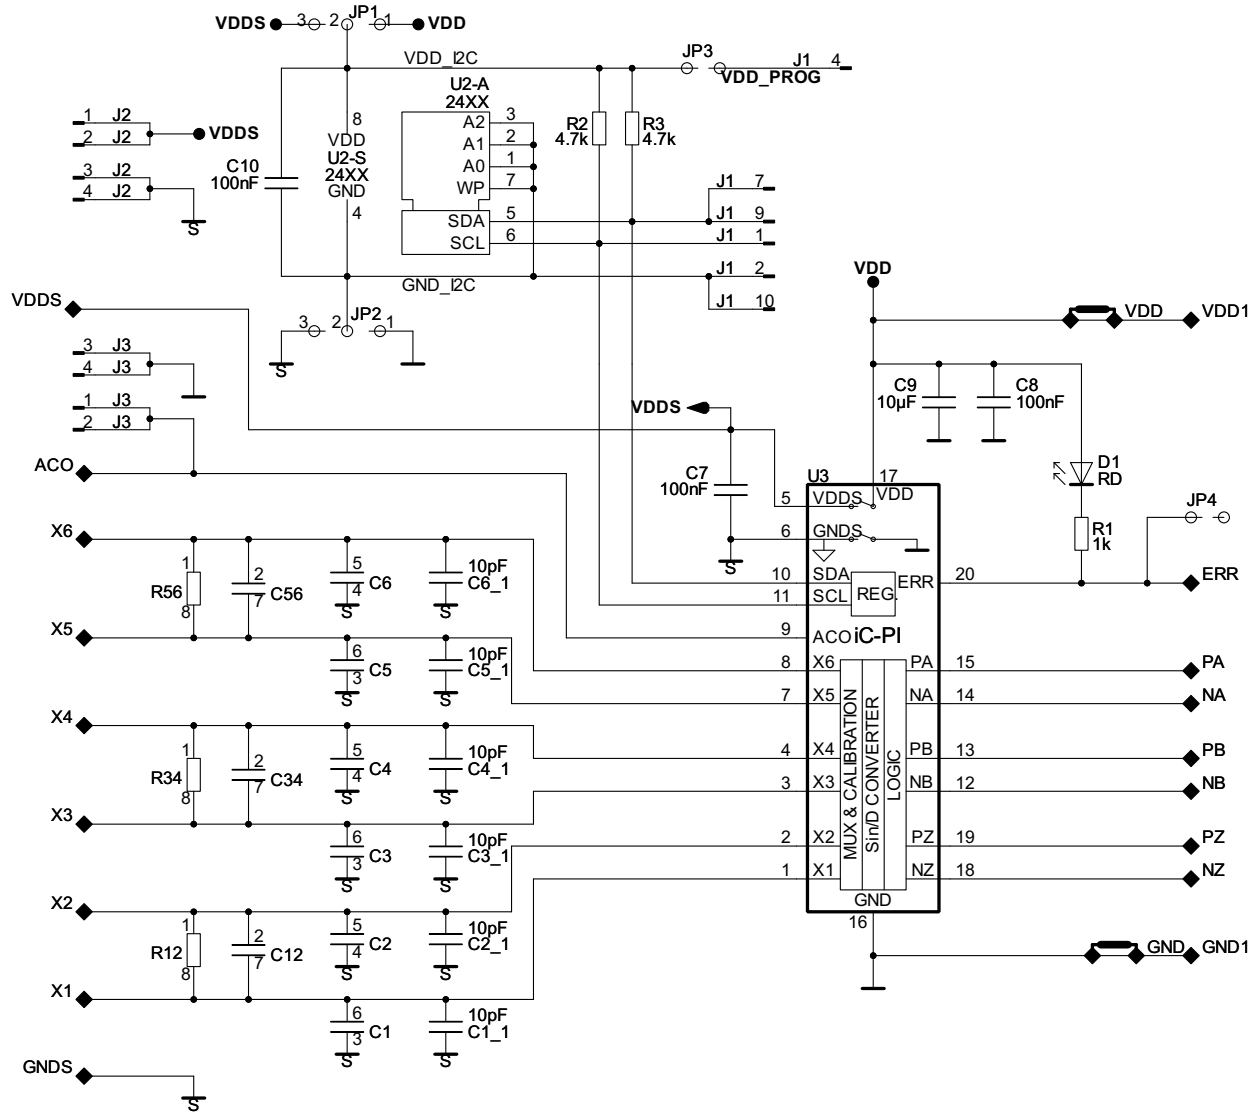 VDDS 3 2 JP1 1 VDD
VDD_I2C
JP3
VDD_PROG
J1 4
U2-A
24XX
1 J2
2 J2
VDDS
3 J2
4 J2
S
C10
100nF
8
VDD
U2-S
24XX
GND
4
A2 3
A1 2
A0 1
WP 7
SDA 5
SCL 6
R2
4.7k
R3
4.7k
J1 7
J1 9
J1 1
J1 2
J1 10
GND_I2C
VDDS
3 2 JP2 1
S
3 J3
4 J3
1 J3
2 J3
VDD
VDD VDD1
C9
10µF
C8
100nF
VDDS
ACO
C7
100nF
S
U3
17
VDD
5 VDDS
6 GNDS
10 SDA
11 SCL
REG.
ERR 20
9 ACO iC-PI
8 X6
7 X5
4 X4
3 X3
2 X2
1 X1
MUX & CALIBRATION
Sin/D CONVERTER
LOGIC
PA 15
NA 14
PB 13
NB 12
PZ 19
NZ 18
GND
16
D1
RD
R1
1k
JP4
ERR
PA
NA
PB
NB
PZ
NZ
GND GND1
X6
1
R56
8
2
C56
7
5
C6
4
S
10pF
C6_1
S
X5
6
C5
3
S
10pF
C5_1
S
X4
1
R34
8
2
C34
7
5
C4
4
S
10pF
C4_1
S
X3
6
C3
3
S
10pF
C3_1
S
X2
1
R12
8
2
C12
7
5
C2
4
S
10pF
C2_1
S
X1
6
C1
3
S
10pF
C1_1
S
GNDS
S